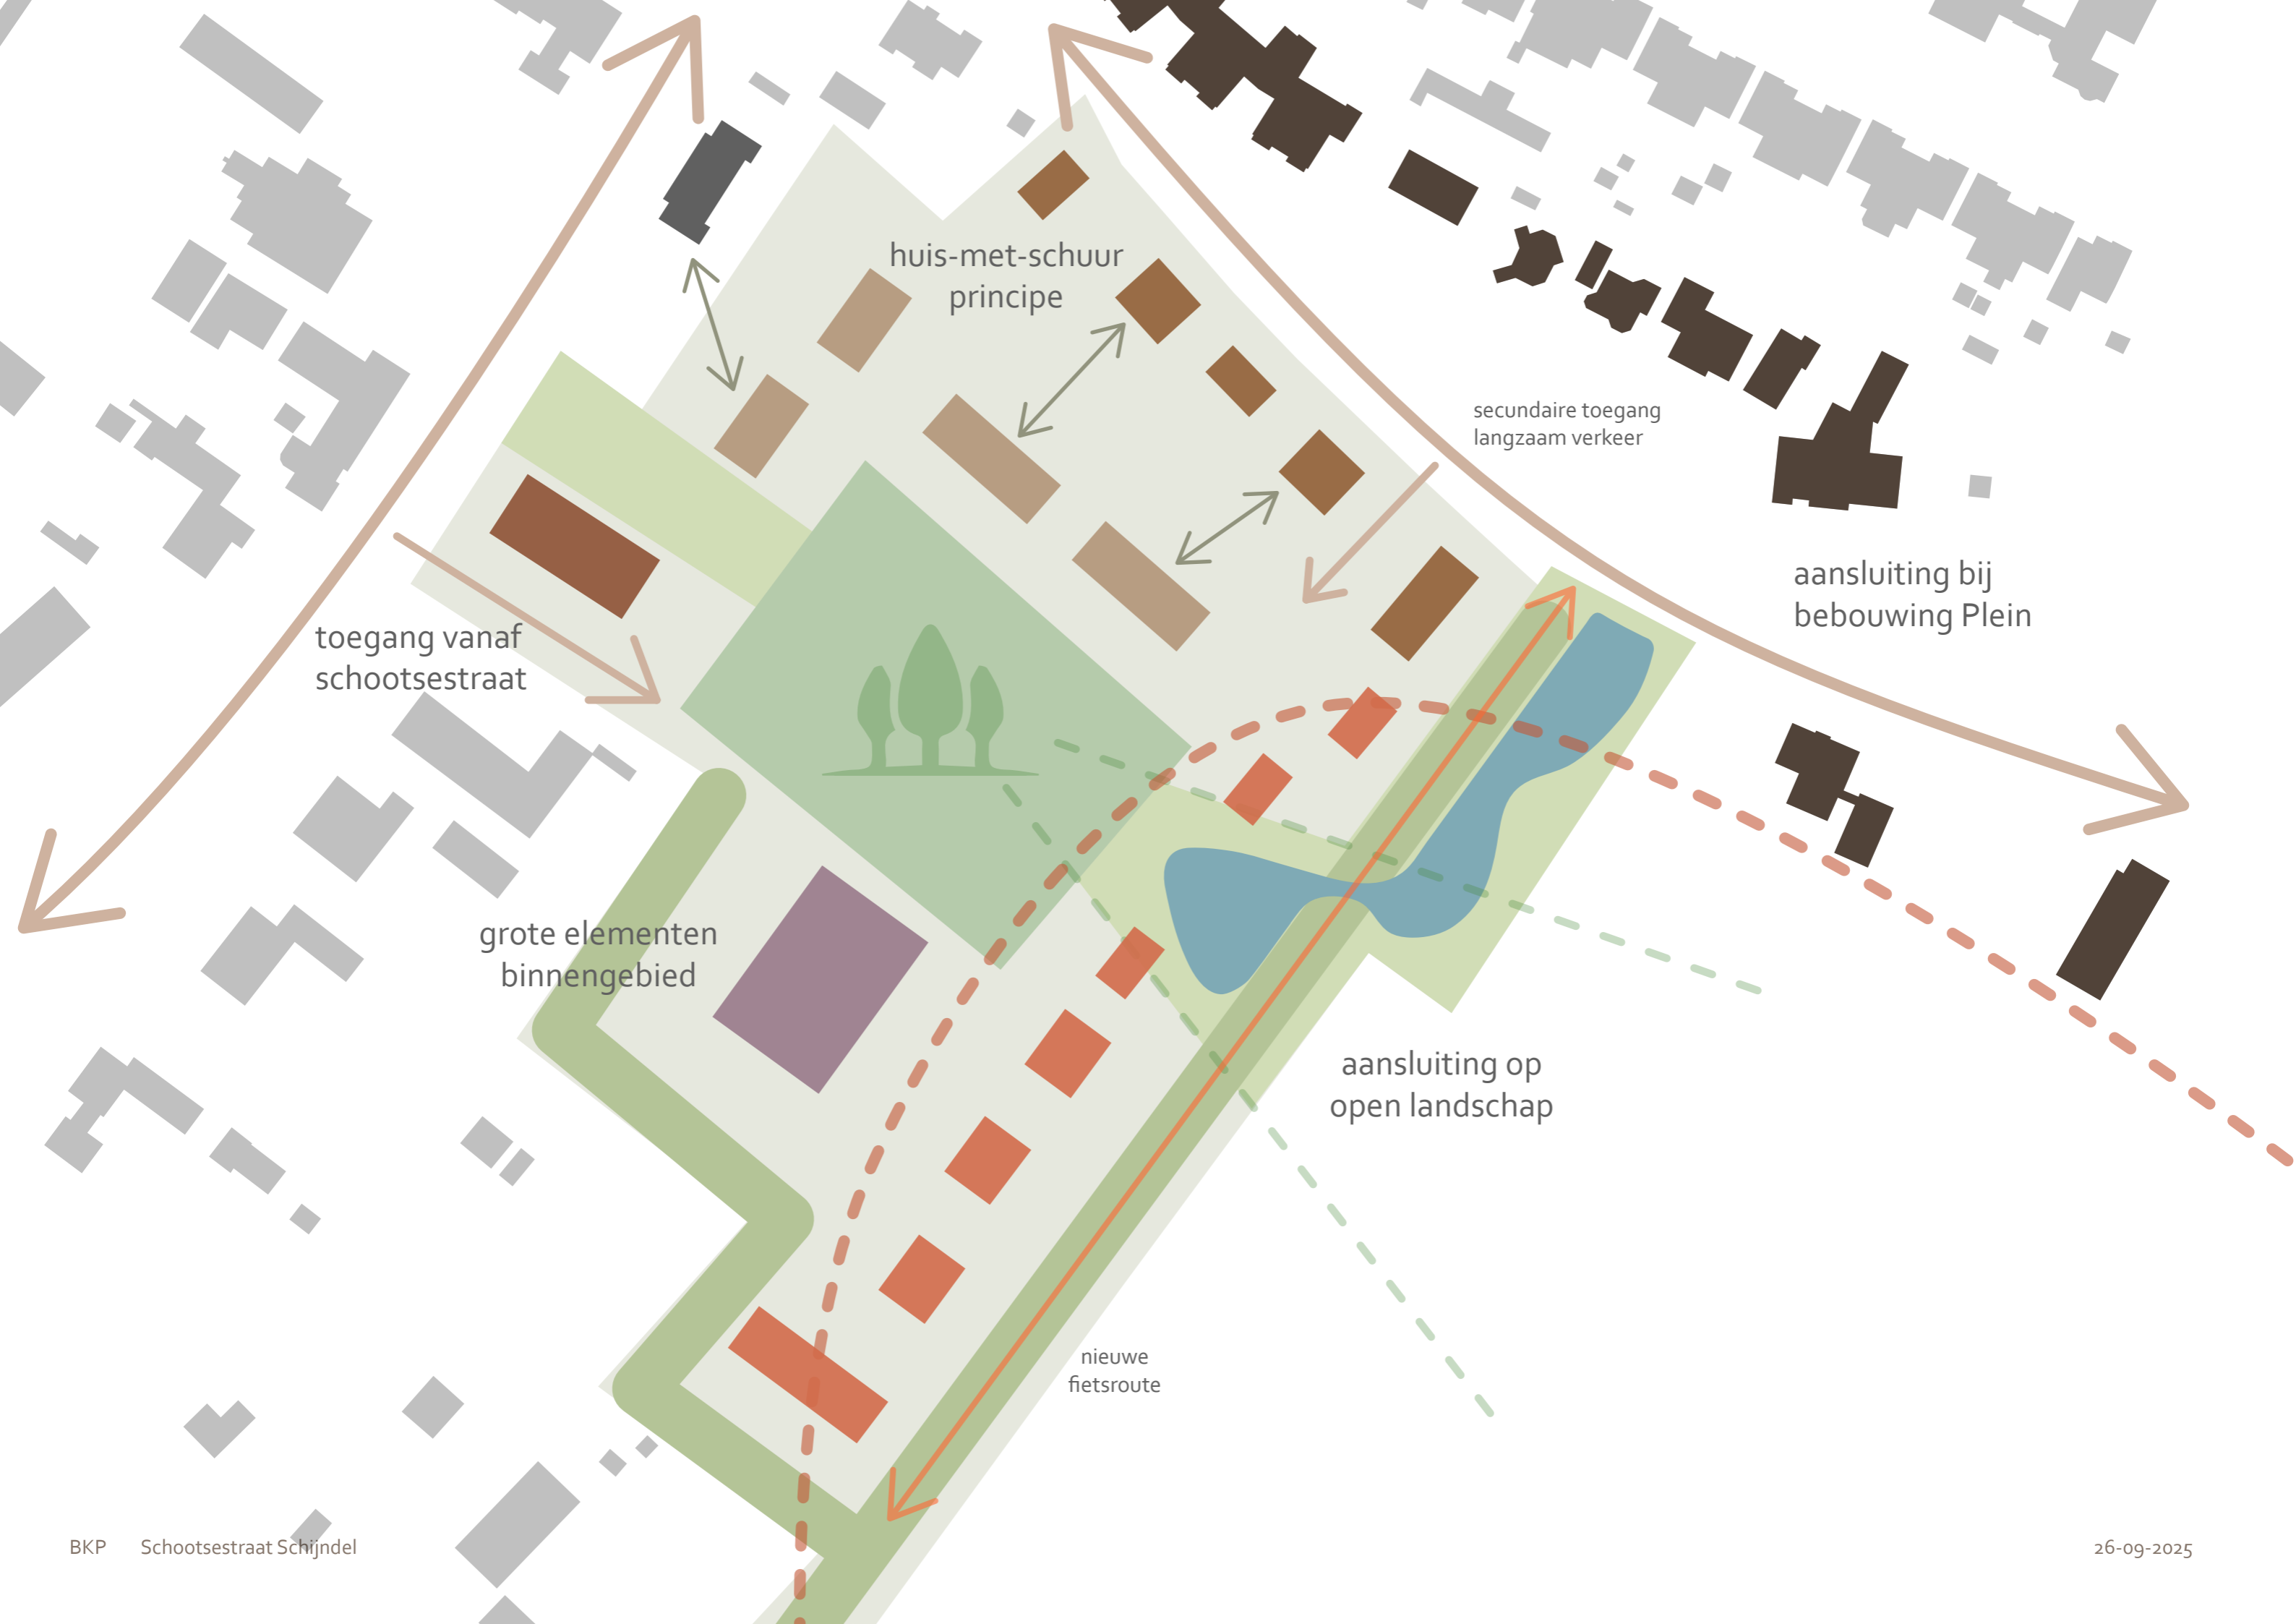 huis-met-schuur
principe
secundaire toegang
langzaam verkeer
aansluiting bij
bebouwing Plein
toegang vanaf
schootsestraat
grote elementen
binnengebied
aansluiting op
open landschap
nieuwe
fietsroute
BKP Schootsestraat Schijndel
26-09-2025